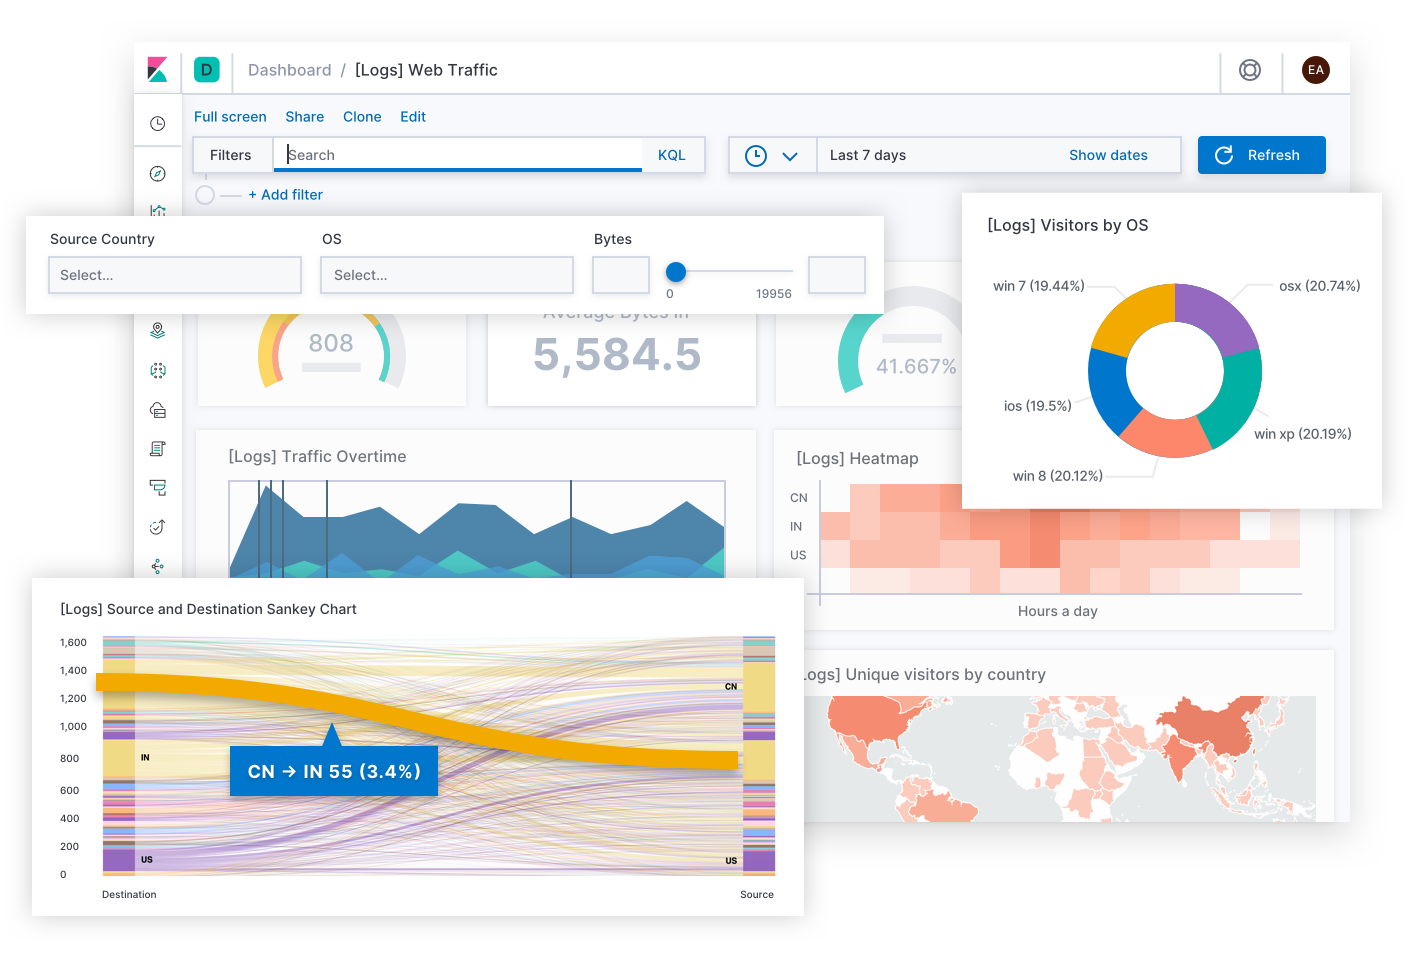 D
Dashboard / [Logs] Web Traffic
EA
Full screen Share Clone Edit
Filters Search KQL
Last 7 days Show dates
Refresh
+ Add filter
Source Country OS Bytes
Select... Select...
0 19956
[Logs] Visitors by OS
win 7 (19.44%)
osx (20.74%)
ios (19.5%)
win xp (20.19%)
win 8 (20.12%)
808
Average Bytes In
5,584.5
41.667%
[Logs] Traffic Overtime
[Logs] Heatmap
CN
IN
US
Hours a day
[Logs] Source and Destination Sankey Chart
1,600
1,400
1,200
1,000
800
600
400
200
0
CN
IN
US
US
CN → IN 55 (3.4%)
Destination Source
ogs] Unique visitors by country